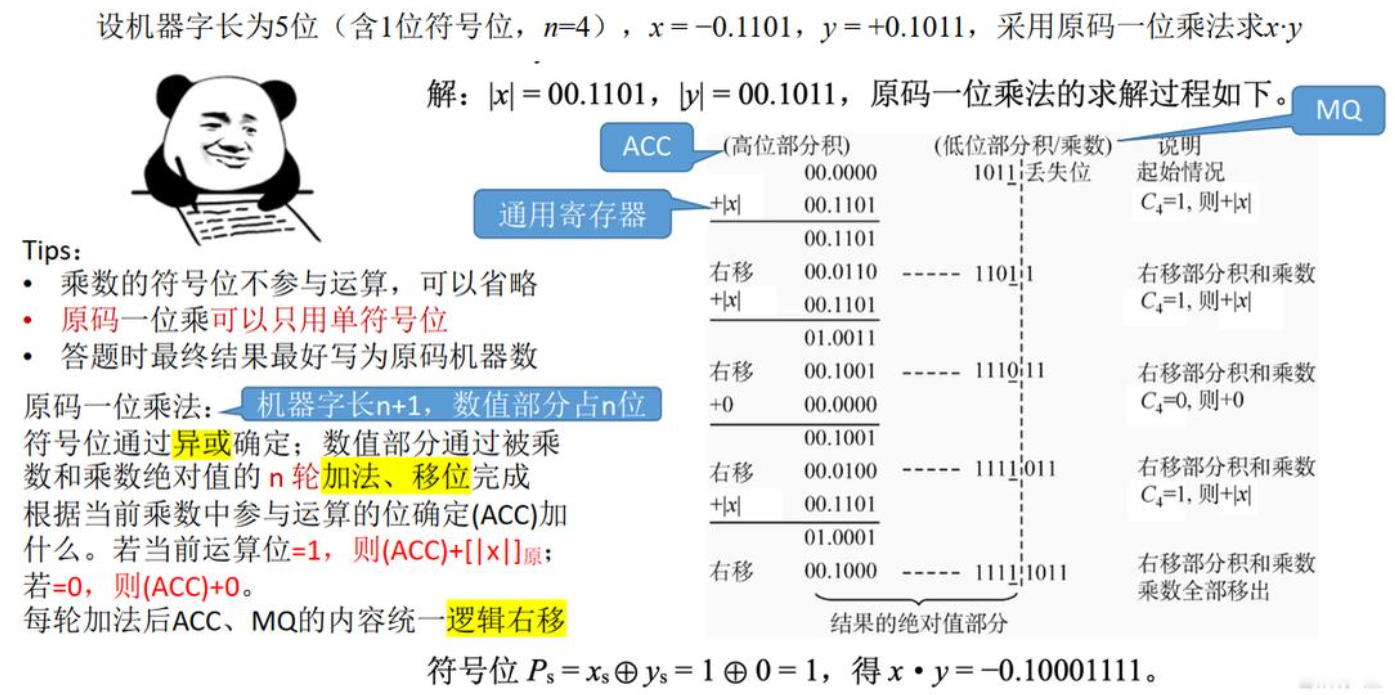 设机器字长为5位（含1位符号位，n=4），x = −0.1101，y = +0.1011，采用原码一位乘法求x·y
解：|x| = 00.1101，|y| = 00.1011，原码一位乘法的求解过程如下。
MQ
ACC
(高位部分积) (低位部分积/乘数) 说明
00.0000 1011 丢失位 起始情况
通用寄存器
+|x| 00.1101 C₄=1, 则+|x|
00.1101
右移 00.0110 ----- 1101 1 右移部分积和乘数
+|x| 00.1101 C₄=1, 则+|x|
01.0011
右移 00.1001 ----- 1110 11 右移部分积和乘数
+0 00.0000 C₄=0, 则+0
00.1001
右移 00.0100 ----- 1111 011 右移部分积和乘数
+|x| 00.1101 C₄=1, 则+|x|
01.0001
右移 00.1000 ----- 1111 1011 右移部分积和乘数
乘数全部移出
结果的绝对值部分
Tips：
• 乘数的符号位不参与运算，可以省略
• 原码一位乘可以只用单符号位
• 答题时最终结果最好写为原码机器数
原码一位乘法：
机器字长n+1，数值部分占n位
符号位通过异或确定；数值部分通过被乘
数和乘数绝对值的 n 轮加法、移位完成
根据当前乘数中参与运算的位确定(ACC)加
什么。若当前运算位=1，则(ACC)+[|x|]原；
若=0，则(ACC)+0。
每轮加法后ACC、MQ的内容统一逻辑右移
符号位 Pₛ = xₛ⊕yₛ = 1⊕0 = 1，得 x • y = −0.10001111。